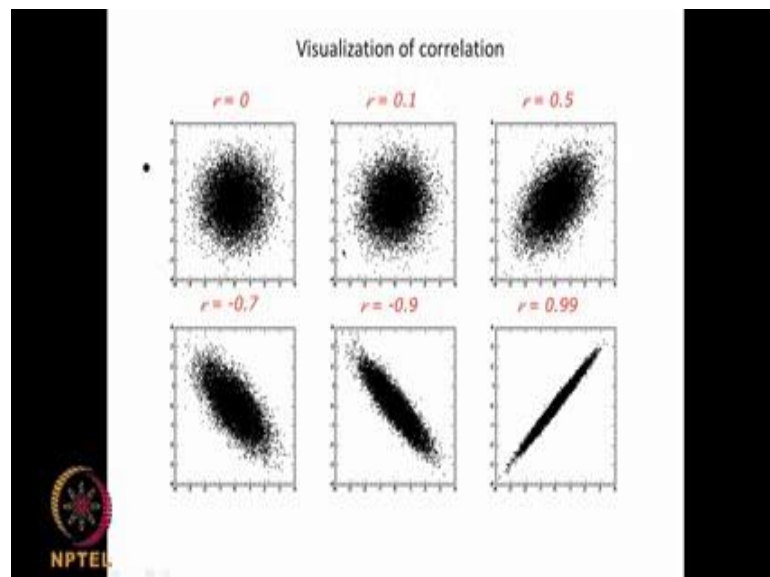 Visualization of correlation
r = 0
r = 0.1
r = 0.5
r = -0.7
r = -0.9
r = 0.99
NPTEL